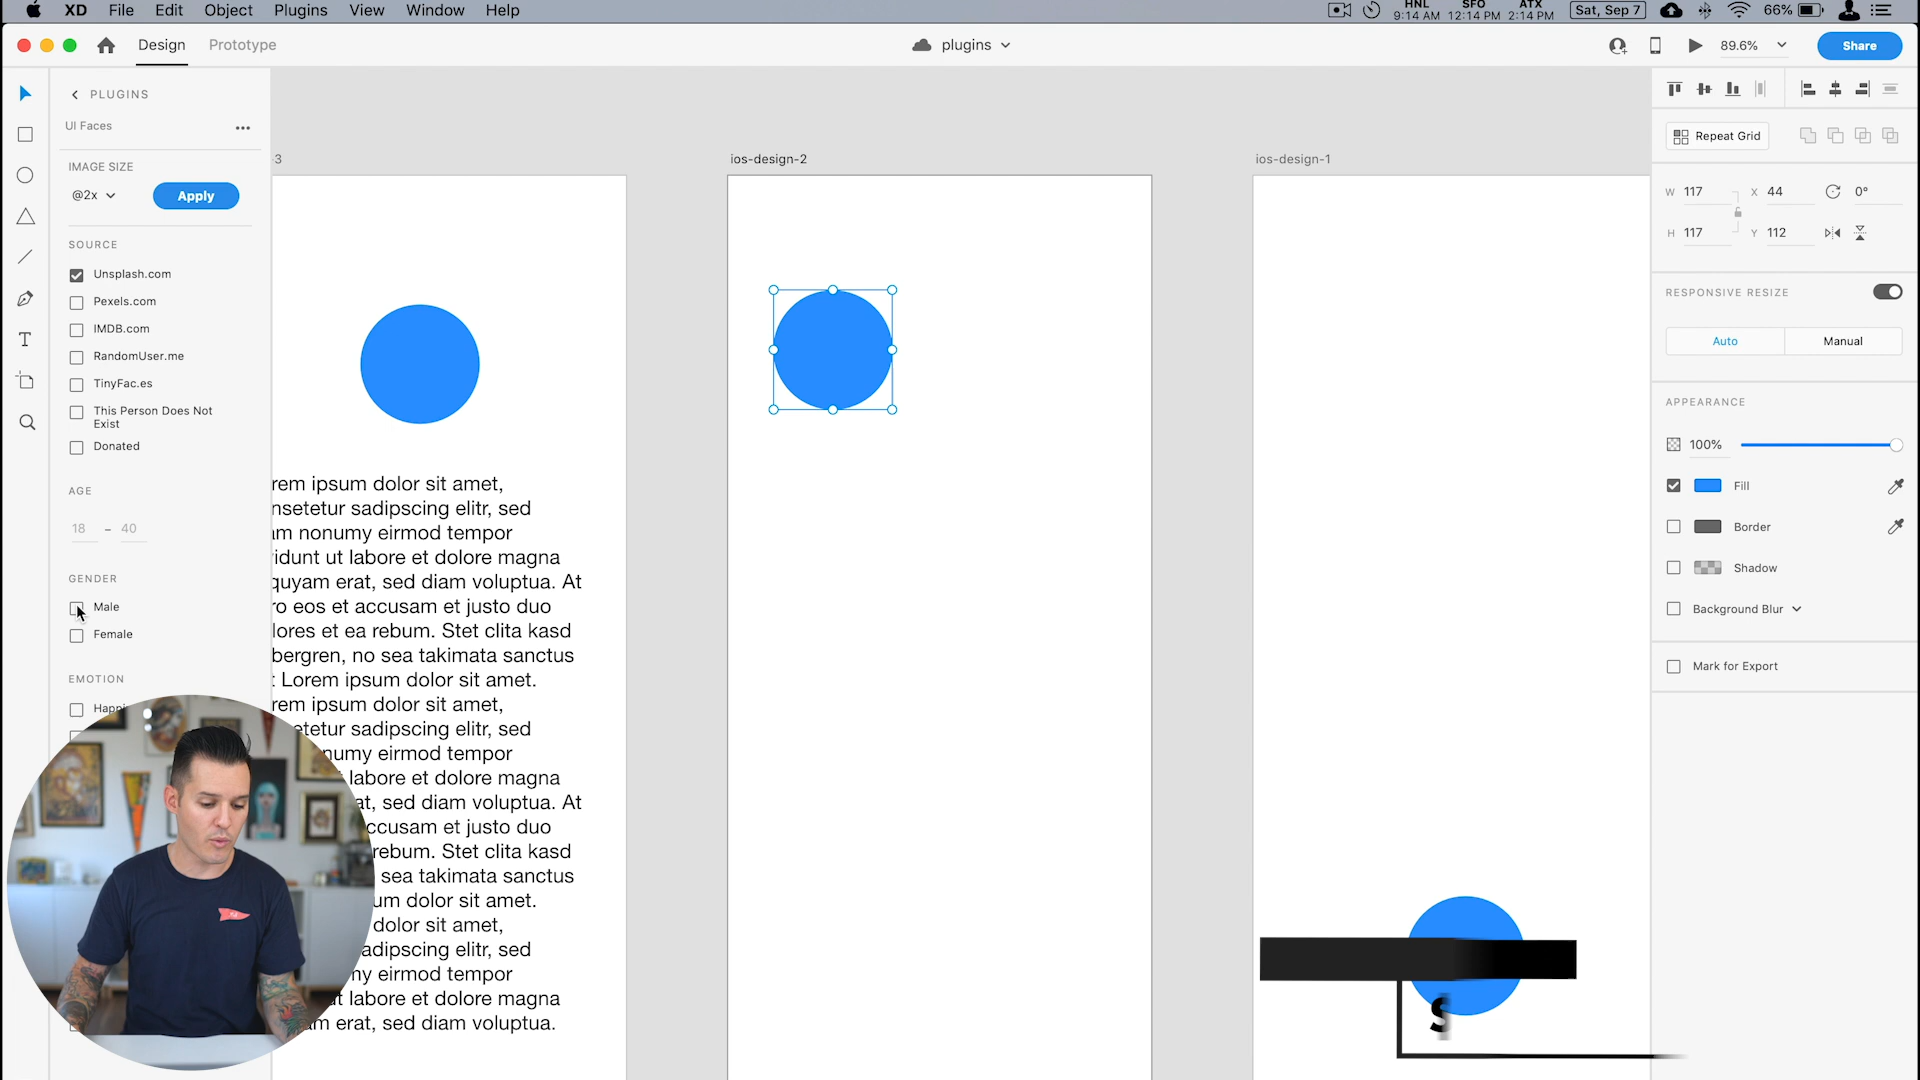 XD File Edit Object Plugins View Window Help
HNL SFO ATX
9:14 AM 12:14 PM 2:14 PM
Sat, Sep 7
66%
Design Prototype
plugins
89.6%
Share
PLUGINS
UI Faces
IMAGE SIZE
@2x
Apply
SOURCE
Unsplash.com
Pexels.com
IMDB.com
RandomUser.me
TinyFac.es
This Person Does Not
Exist
Donated
AGE
18 - 40
GENDER
Male
Female
EMOTION
3
rem ipsum dolor sit amet,
nsetetur sadipscing elitr, sed
am nonumy eirmod tempor
idunt ut labore et dolore magna
quyam erat, sed diam voluptua. At
ro eos et accusam et justo duo
lores et ea rebum. Stet clita kasd
bergren, no sea takimata sanctus
t Lorem ipsum dolor sit amet.
rem ipsum dolor sit amet,
etetur sadipscing elitr, sed
numy eirmod tempor
labore et dolore magna
at, sed diam voluptua. At
ccusam et justo duo
rebum. Stet clita kasd
sea takimata sanctus
um dolor sit amet.
dolor sit amet,
adipscing elitr, sed
ny eirmod tempor
ut labore et dolore magna
am erat, sed diam voluptua.
ios-design-2
ios-design-1
S
Repeat Grid
W 117 X 44 0°
H 117 Y 112
RESPONSIVE RESIZE
Auto Manual
APPEARANCE
100%
Fill
Border
Shadow
Background Blur
Mark for Export